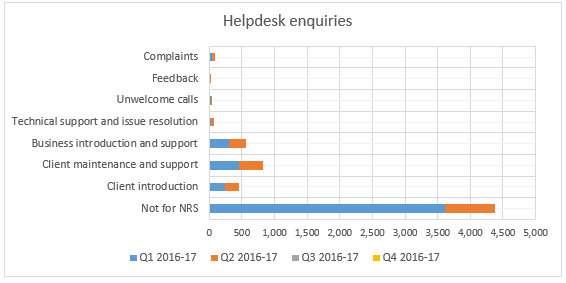 Helpdesk enquiries
Complaints
Feedback
Unwelcome calls
Technical support and issue resolution
Business introduction and support
Client maintenance and support
Client introduction
Not for NRS
0 500 1,000 1,500 2,000 2,500 3,000 3,500 4,000 4,500 5,000
Q1 2016-17 Q2 2016-17 Q3 2016-17 Q4 2016-17